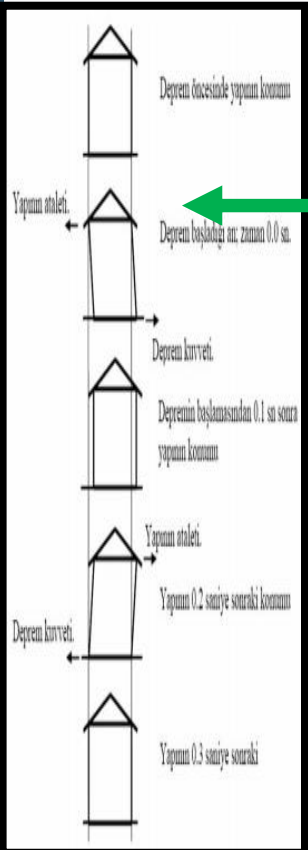 Deprem öncesinde yapının konumu
Yapının ataleti.
Deprem başladığı an; zaman 0.0 sn.
Deprem kuvveti.
Depremin başlamasından 0.1 sn sonra
yapının konumu
Yapının ataleti.
Yapının 0.2 saniye sonraki konumu
Deprem kuvveti.
Yapının 0.3 saniye sonraki